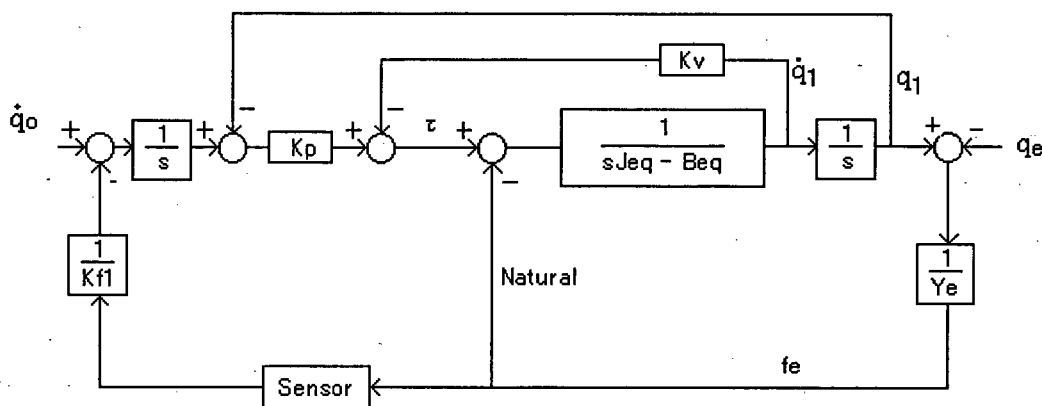 Kv
q̇1
q1
q̇o
+
-
1
s
+
-
Kp
+
-
τ
+
-
1
sJeq - Beq
1
s
+
-
qe
1
Kf1
Natural
1
Ye
Sensor
fe